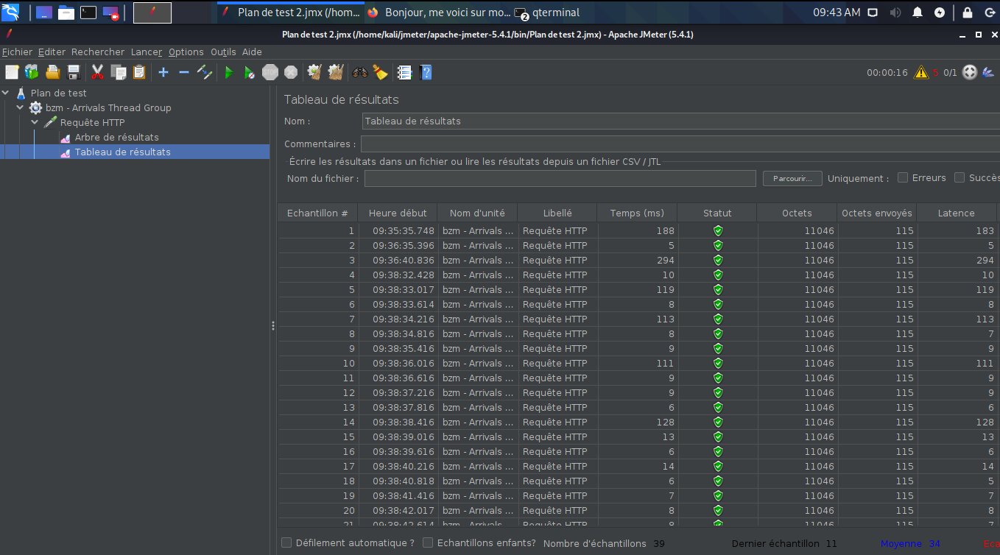 Plan de test 2.jmx (/hom... Bonjour, me voici sur mo... 2 qterminal 09:43 AM
Plan de test 2.jmx (/home/kali/jmeter/apache-jmeter-5.4.1/bin/Plan de test 2.jmx) - Apache JMeter (5.4.1)
Fichier Editer Rechercher Lancer Options Outils Aide
STOP 00:00:16 5 0/1
Plan de test
bzm - Arrivals Thread Group
Requête HTTP
Arbre de résultats
Tableau de résultats
Tableau de résultats
Nom : Tableau de résultats
Commentaires :
Écrire les résultats dans un fichier ou lire les résultats depuis un fichier CSV / JTL
Nom du fichier : Parcourir... Uniquement : Erreurs Succès
Echantillon # Heure début Nom d'unité Libellé Temps (ms) Statut Octets Octets envoyés Latence
1 09:35:35.748 bzm - Arrivals ... Requête HTTP 188 11046 115 183
2 09:36:35.396 bzm - Arrivals ... Requête HTTP 5 11046 115 5
3 09:36:40.836 bzm - Arrivals ... Requête HTTP 294 11046 115 294
4 09:38:32.428 bzm - Arrivals ... Requête HTTP 10 11046 115 10
5 09:38:33.017 bzm - Arrivals ... Requête HTTP 119 11046 115 119
6 09:38:33.614 bzm - Arrivals ... Requête HTTP 8 11046 115 8
7 09:38:34.216 bzm - Arrivals ... Requête HTTP 113 11046 115 113
8 09:38:34.816 bzm - Arrivals ... Requête HTTP 8 11046 115 7
9 09:38:35.416 bzm - Arrivals ... Requête HTTP 9 11046 115 9
10 09:38:36.016 bzm - Arrivals ... Requête HTTP 111 11046 115 111
11 09:38:36.616 bzm - Arrivals ... Requête HTTP 9 11046 115 9
12 09:38:37.216 bzm - Arrivals ... Requête HTTP 9 11046 115 9
13 09:38:37.816 bzm - Arrivals ... Requête HTTP 6 11046 115 6
14 09:38:38.416 bzm - Arrivals ... Requête HTTP 128 11046 115 128
15 09:38:39.016 bzm - Arrivals ... Requête HTTP 13 11046 115 13
16 09:38:39.616 bzm - Arrivals ... Requête HTTP 6 11046 115 6
17 09:38:40.216 bzm - Arrivals ... Requête HTTP 14 11046 115 14
18 09:38:40.818 bzm - Arrivals ... Requête HTTP 6 11046 115 5
19 09:38:41.416 bzm - Arrivals ... Requête HTTP 7 11046 115 7
20 09:38:42.017 bzm - Arrivals ... Requête HTTP 8 11046 115 8
21 09:38:42.614 bzm - Arrivals ... Requête HTTP 8 11046 115 7
Défilement automatique ? Echantillons enfants? Nombre d'échantillons 39 Dernier échantillon 11 Moyenne 34 Eca